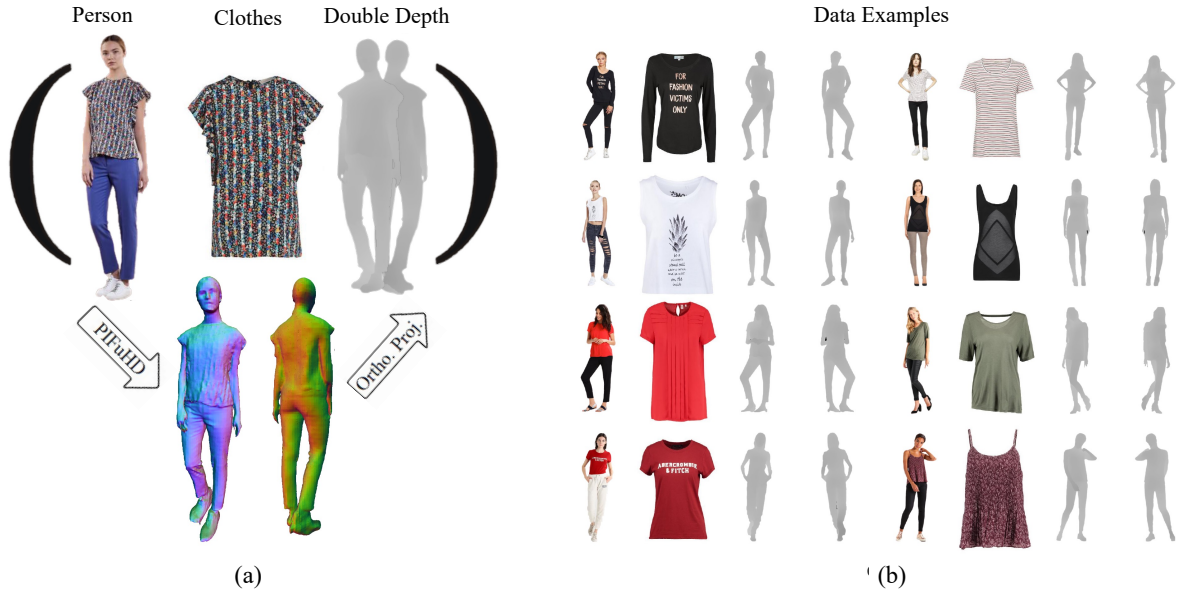 Person
Clothes
Double Depth
PIFuHD
Ortho. Proj.
(a)
Data Examples
FOR
FASHION
VICTIMS
ONLY
ABERCROMBIE
& FITCH
(b)